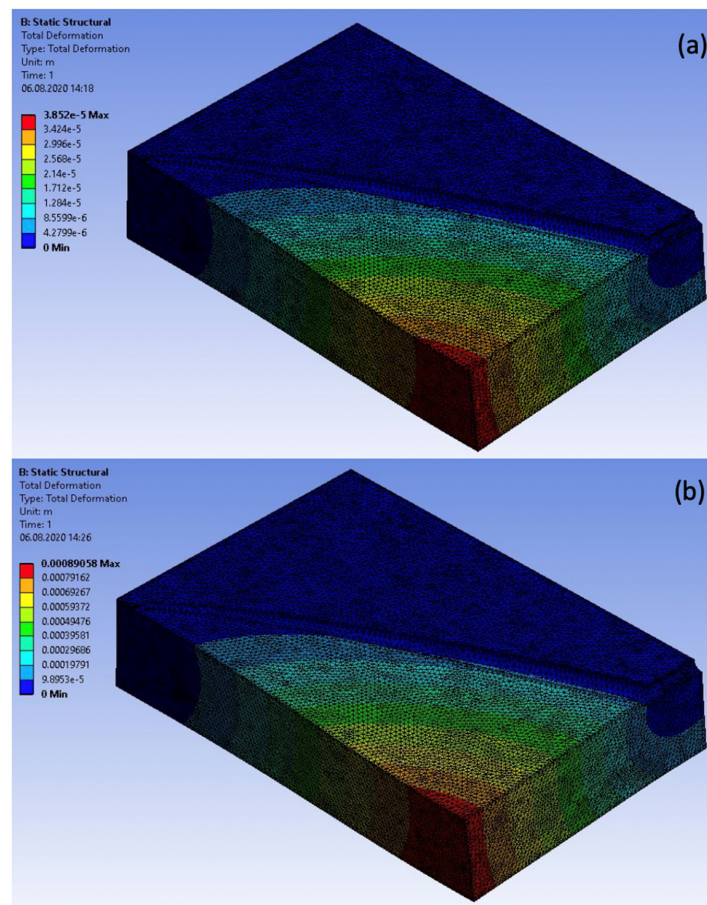 B: Static Structural
Total Deformation
Type: Total Deformation
Unit: m
Time: 1
06.08.2020 14:18
(a)
3.852e-5 Max
3.424e-5
2.996e-5
2.568e-5
2.14e-5
1.712e-5
1.284e-5
8.5599e-6
4.2799e-6
0 Min
B: Static Structural
Total Deformation
Type: Total Deformation
Unit: m
Time: 1
06.08.2020 14:26
(b)
0.00089058 Max
0.00079162
0.00069267
0.00059372
0.00049476
0.00039581
0.00029686
0.00019791
9.8953e-5
0 Min